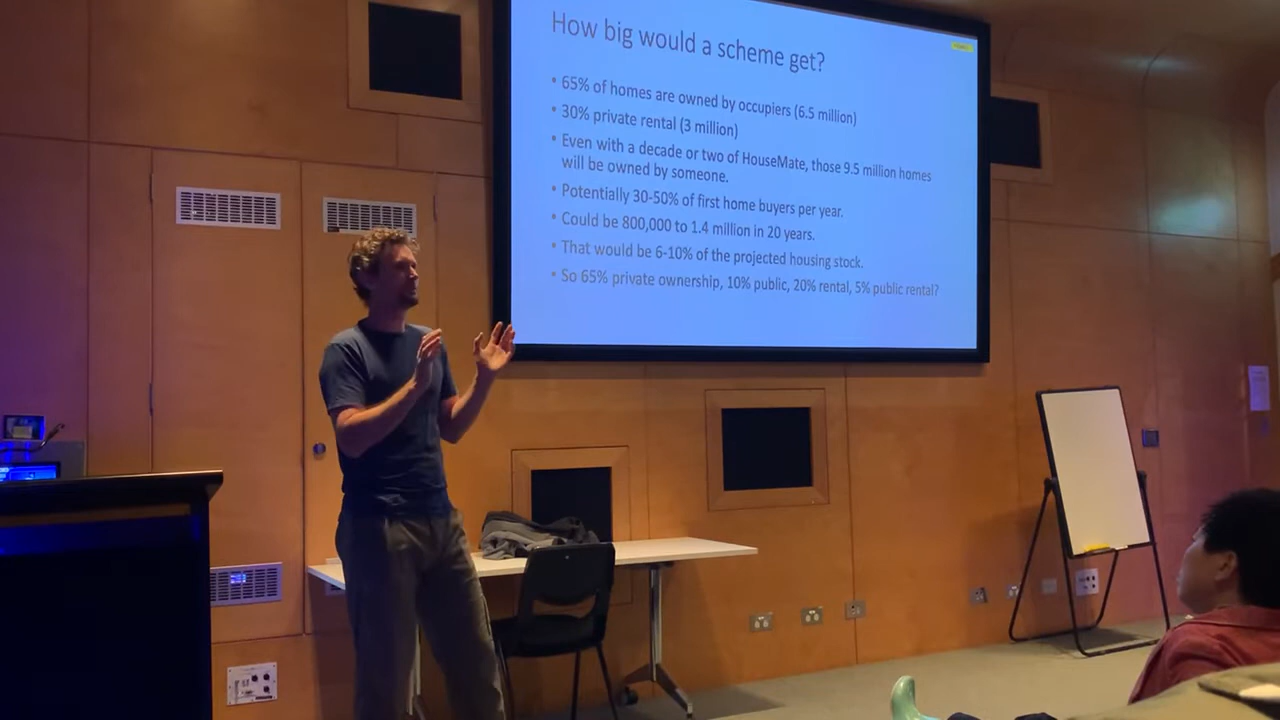 How big would a scheme get?
• 65% of homes are owned by occupiers (6.5 million)
• 30% private rental (3 million)
• Even with a decade or two of HouseMate, those 9.5 million homes
will be owned by someone.
• Potentially 30-50% of first home buyers per year.
• Could be 800,000 to 1.4 million in 20 years.
• That would be 6-10% of the projected housing stock.
• So 65% private ownership, 10% public, 20% rental, 5% public rental?